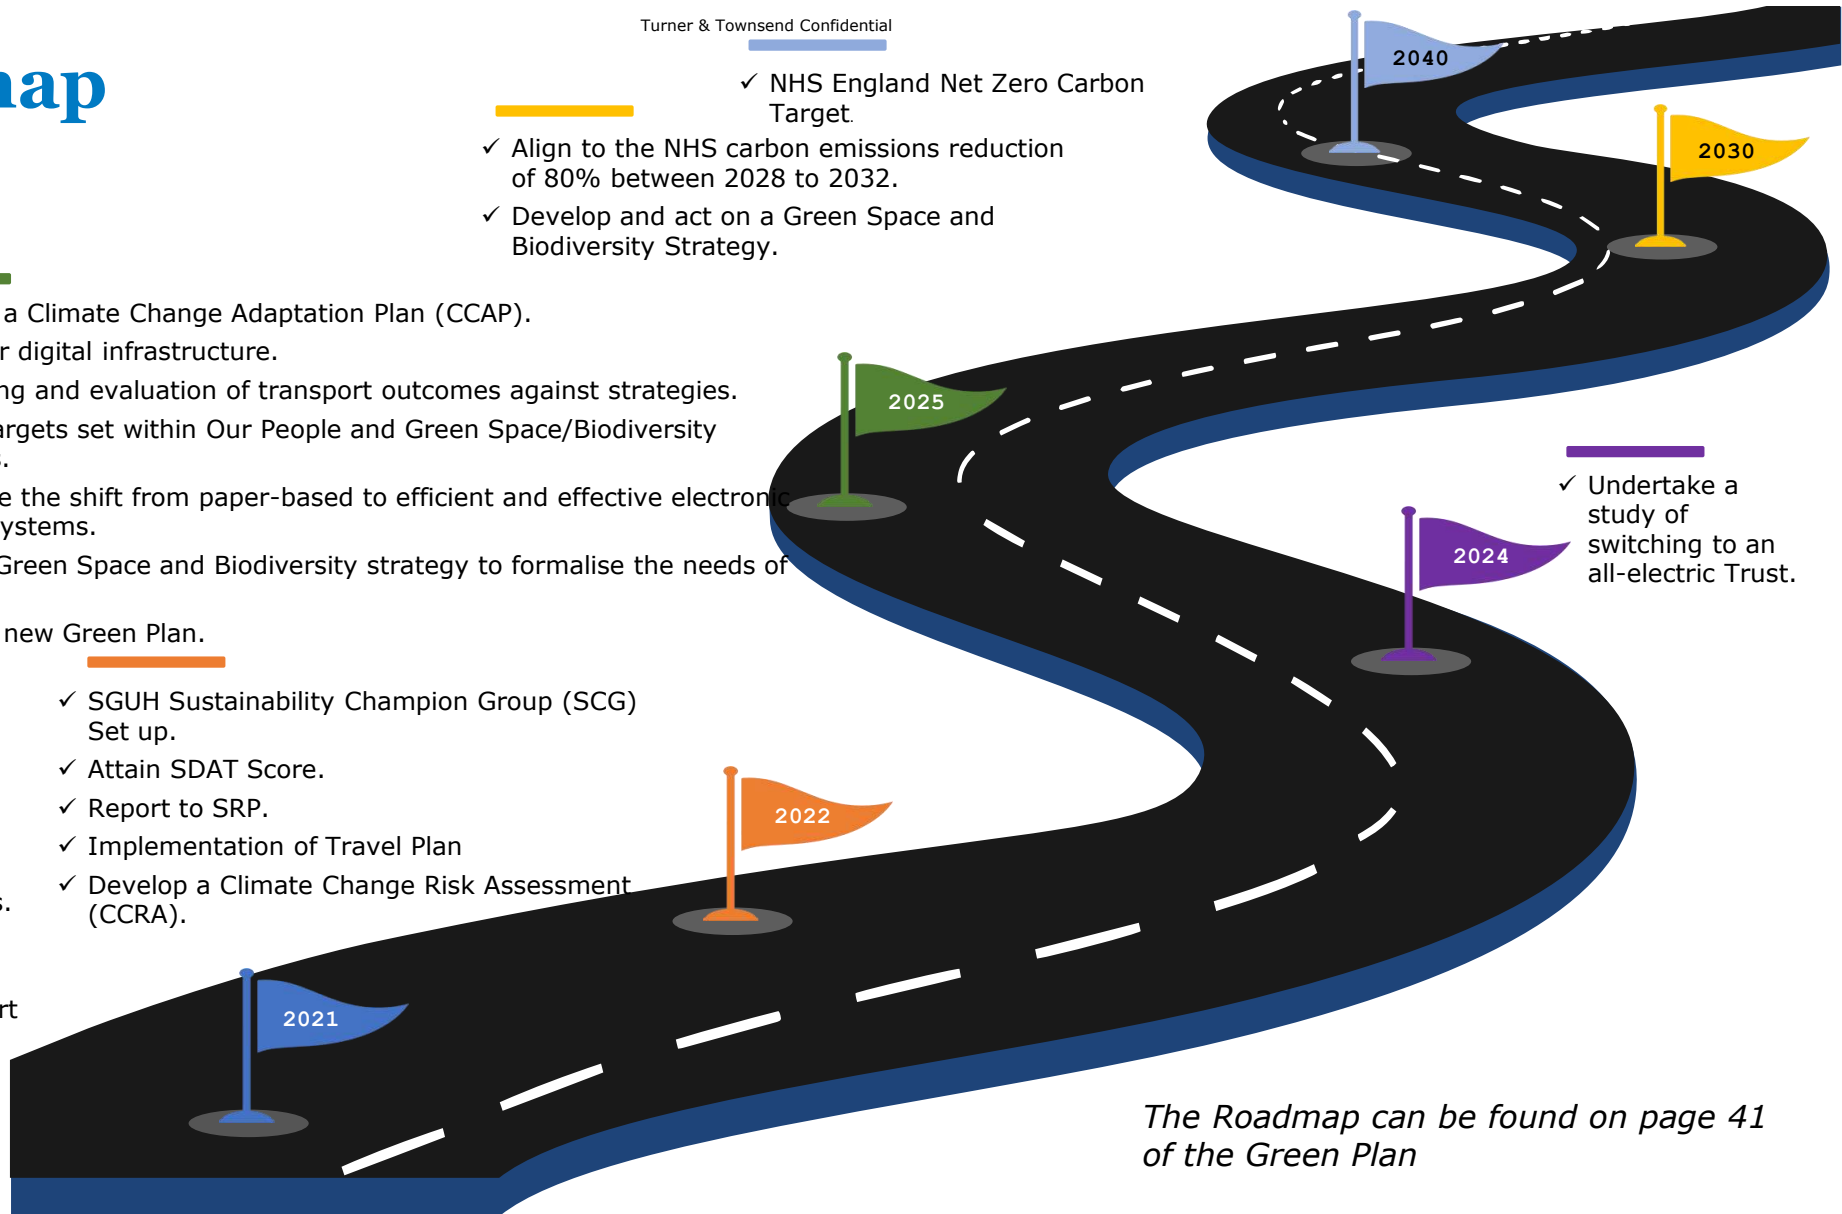 Turner & Townsend Confidential
map
✓ NHS England Net Zero Carbon
Target.
✓ Align to the NHS carbon emissions reduction
of 80% between 2028 to 2032.
✓ Develop and act on a Green Space and
Biodiversity Strategy.
a Climate Change Adaptation Plan (CCAP).
digital infrastructure.
and evaluation of transport outcomes against strategies.
set within Our People and Green Space/Biodiversity
the shift from paper-based to efficient and effective electronic
Green Space and Biodiversity strategy to formalise the needs of
new Green Plan.
✓ SGUH Sustainability Champion Group (SCG)
Set up.
✓ Attain SDAT Score.
✓ Report to SRP.
✓ Implementation of Travel Plan
✓ Develop a Climate Change Risk Assessment
(CCRA).
✓ Undertake a
study of
switching to an
all-electric Trust.
2040
2030
2025
2024
2022
2021
The Roadmap can be found on page 41
of the Green Plan